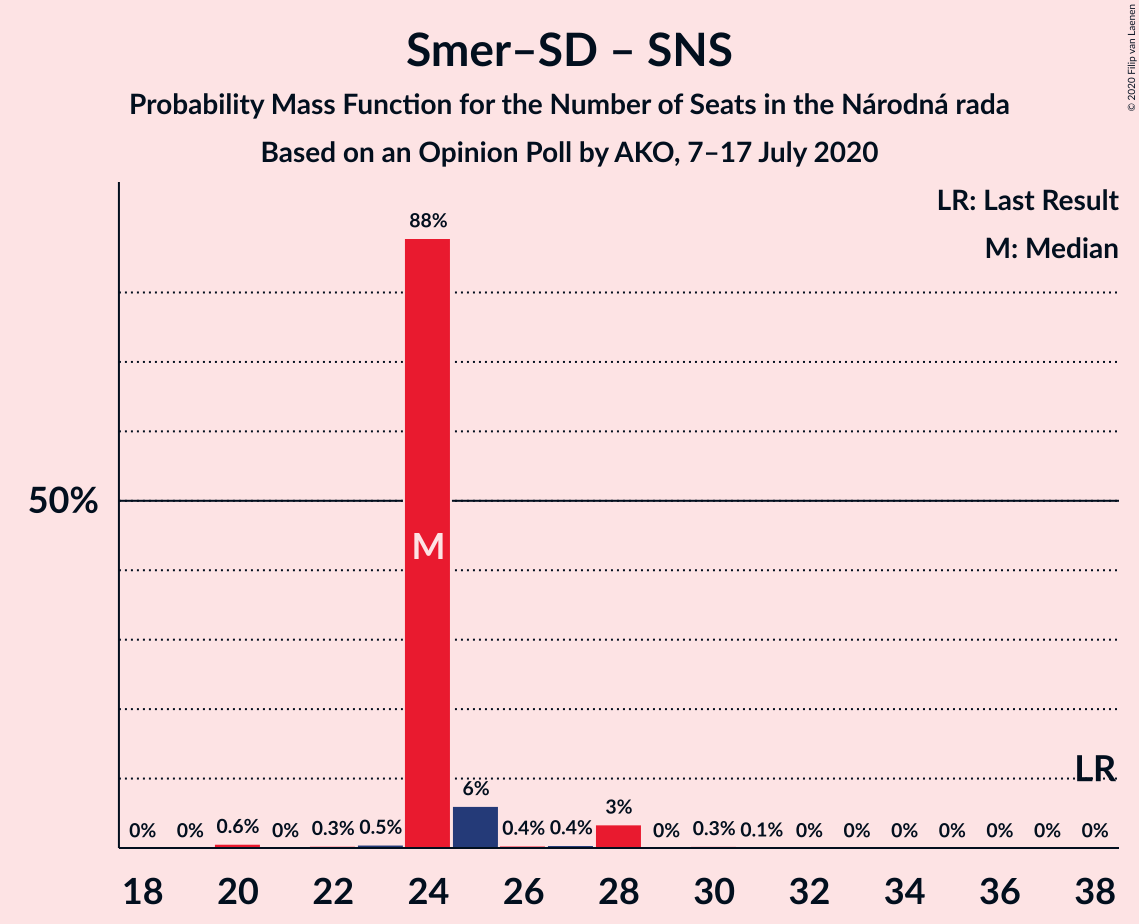 © 2020 Filip van Laenen
Smer–SD – SNS
Probability Mass Function for the Number of Seats in the Národná rada
Based on an Opinion Poll by AKO, 7–17 July 2020
LR: Last Result
M: Median
88%
50%
M
LR
0% 0% 0.6% 0% 0.3% 0.5% 6% 0.4% 0.4% 3% 0% 0.3% 0.1% 0% 0% 0% 0% 0% 0% 0%
18 20 22 24 26 28 30 32 34 36 38